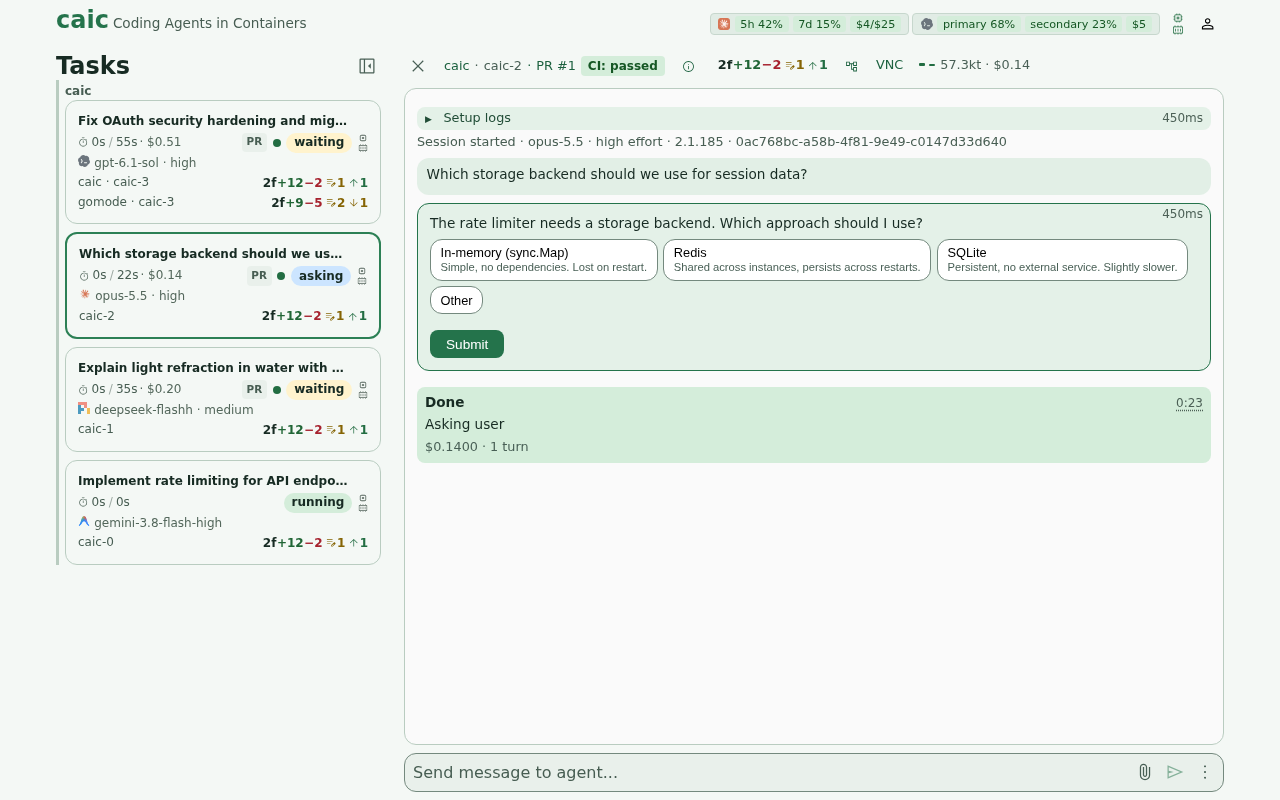 caic Coding Agents in Containers
5h 42% 7d 15% $4/$25 primary 68% secondary 23% $5
Tasks
caic
Fix OAuth security hardening and mig…
0s / 55s · $0.51 PR waiting
gpt-6.1-sol · high
caic · caic-3 2f+12−2 1 ↑1
gomode · caic-3 2f+9−5 2 ↓1
Which storage backend should we us…
0s / 22s · $0.14 PR asking
opus-5.5 · high
caic-2 2f+12−2 1 ↑1
Explain light refraction in water with …
0s / 35s · $0.20 PR waiting
deepseek-flashh · medium
caic-1 2f+12−2 1 ↑1
Implement rate limiting for API endpo…
0s / 0s running
gemini-3.8-flash-high
caic-0 2f+12−2 1 ↑1
caic · caic-2 · PR #1 CI: passed 2f+12−2 1 ↑1 VNC 57.3kt · $0.14
▸ Setup logs 450ms
Session started · opus-5.5 · high effort · 2.1.185 · 0ac768bc-a58b-4f81-9e49-c0147d33d640
Which storage backend should we use for session data?
450ms
The rate limiter needs a storage backend. Which approach should I use?
In-memory (sync.Map)
Simple, no dependencies. Lost on restart.
Redis
Shared across instances, persists across restarts.
SQLite
Persistent, no external service. Slightly slower.
Other
Submit
Done 0:23
Asking user
$0.1400 · 1 turn
Send message to agent…